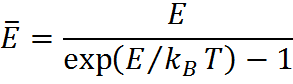 Ē = E / (exp(E/k_B T) − 1)